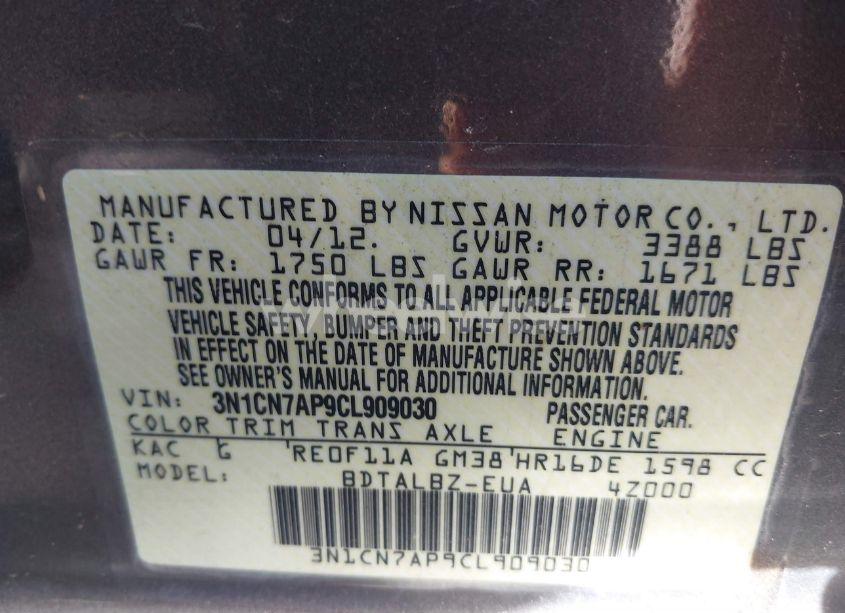 MANUFACTURED BY NISSAN MOTOR CO., LTD.
DATE: 04/12. GVWR: 3388 LBS
GAWR FR: 1750 LBS GAWR RR: 1671 LBS
THIS VEHICLE CONFORMS TO ALL APPLICABLE FEDERAL MOTOR
VEHICLE SAFETY, BUMPER AND THEFT PREVENTION STANDARDS
IN EFFECT ON THE DATE OF MANUFACTURE SHOWN ABOVE.
SEE OWNER'S MANUAL FOR ADDITIONAL INFORMATION.
VIN: 3N1CN7AP9CL909030 PASSENGER CAR.
COLOR TRIM TRANS AXLE ENGINE
KAC G RE0F11A GM38 HR16DE 1598 CC
MODEL: BDTALBZ-EUA 4Z000
3N1CN7AP9CL909030